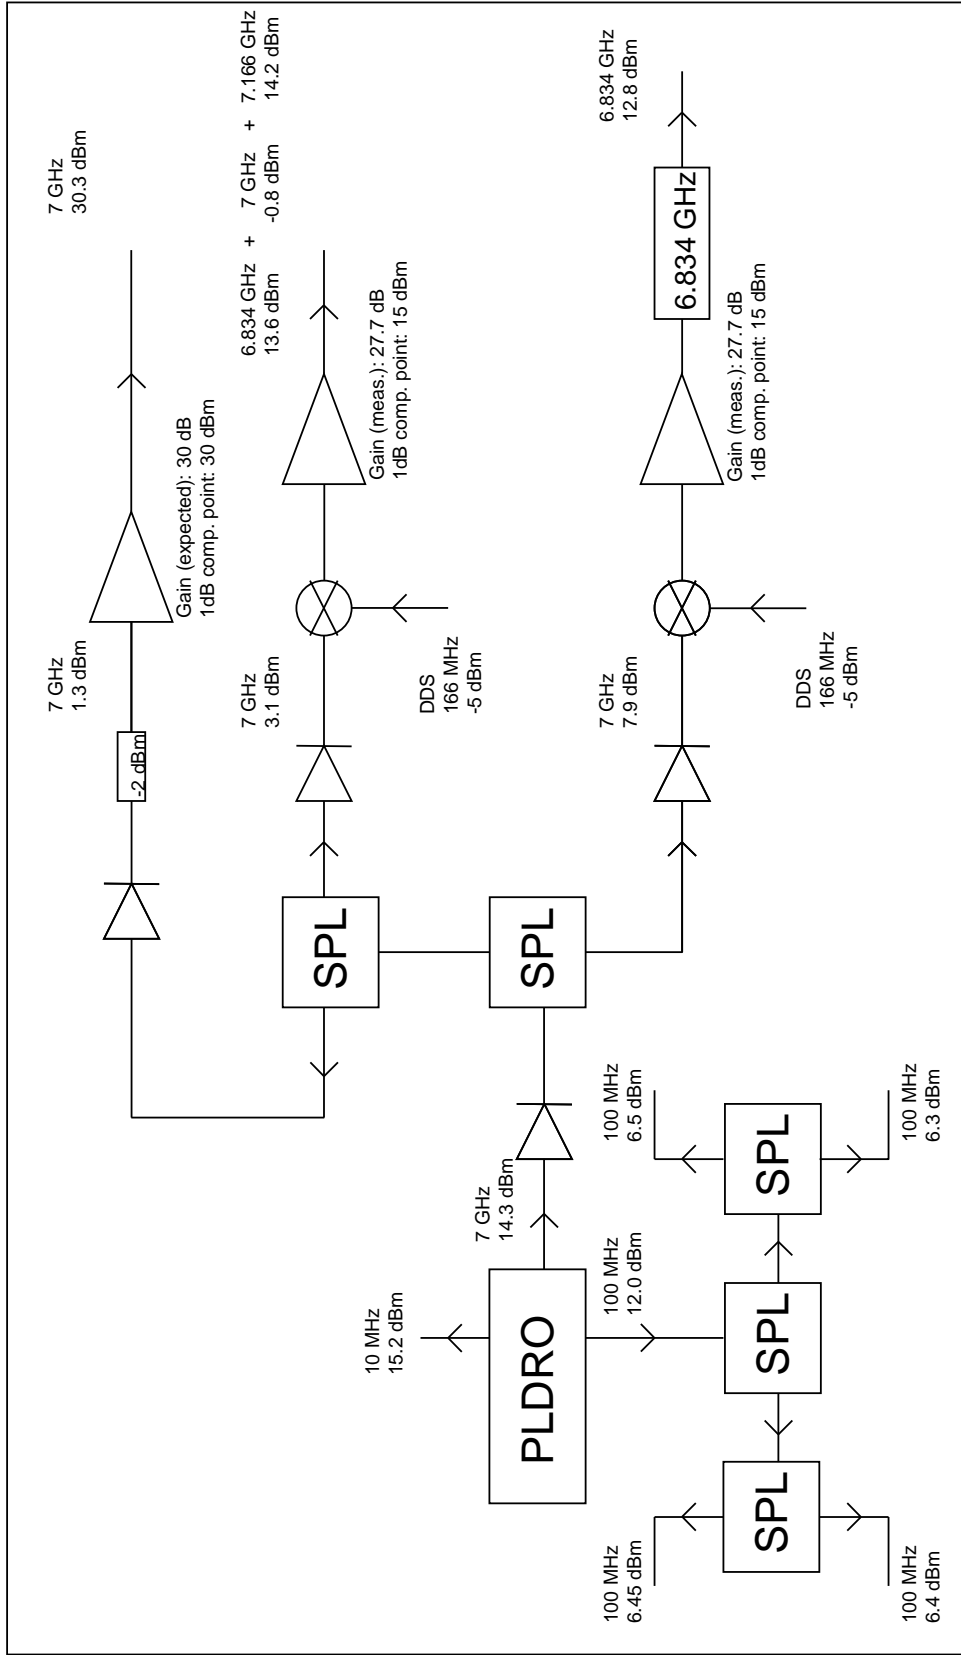 7 GHz
30.3 dBm
7 GHz
1.3 dBm
-2 dBm
Gain (expected): 30 dB
1dB comp. point: 30 dBm
6.834 GHz + 7 GHz + 7.166 GHz
13.6 dBm -0.8 dBm 14.2 dBm
Gain (meas.): 27.7 dB
1dB comp. point: 15 dBm
7 GHz
3.1 dBm
DDS
166 MHz
-5 dBm
SPL
SPL
6.834 GHz
12.8 dBm
6.834 GHz
Gain (meas.): 27.7 dB
1dB comp. point: 15 dBm
7 GHz
7.9 dBm
DDS
166 MHz
-5 dBm
7 GHz
14.3 dBm
10 MHz
15.2 dBm
PLDRO
100 MHz
12.0 dBm
SPL
100 MHz
6.5 dBm
SPL
100 MHz
6.3 dBm
100 MHz
6.45 dBm
SPL
100 MHz
6.4 dBm